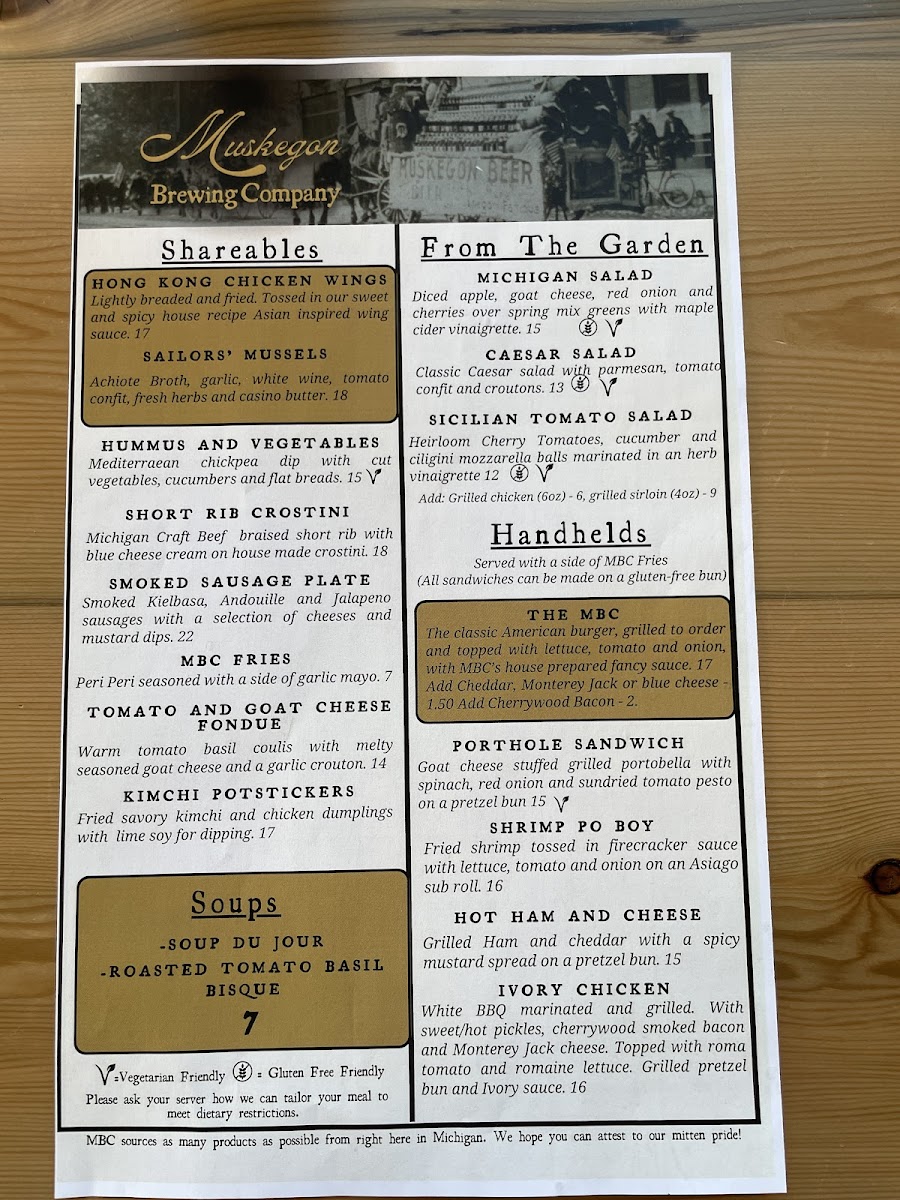 Muskegon
Brewing Company
MUSKEGON BEER
Shareables
HONG KONG CHICKEN WINGS
Lightly breaded and fried. Tossed in our sweet
and spicy house recipe Asian inspired wing
sauce. 17
SAILORS' MUSSELS
Achiote Broth, garlic, white wine, tomato
confit, fresh herbs and casino butter. 18
HUMMUS AND VEGETABLES
Mediterraean chickpea dip with cut
vegetables, cucumbers and flat breads. 15
SHORT RIB CROSTINI
Michigan Craft Beef braised short rib with
blue cheese cream on house made crostini. 18
SMOKED SAUSAGE PLATE
Smoked Kielbasa, Andouille and Jalapeno
sausages with a selection of cheeses and
mustard dips. 22
MBC FRIES
Peri Peri seasoned with a side of garlic mayo. 7
TOMATO AND GOAT CHEESE
FONDUE
Warm tomato basil coulis with melty
seasoned goat cheese and a garlic crouton. 14
KIMCHI POTSTICKERS
Fried savory kimchi and chicken dumplings
with lime soy for dipping. 17
Soups
-SOUP DU JOUR
-ROASTED TOMATO BASIL
BISQUE
7
V=Vegetarian Friendly = Gluten Free Friendly
Please ask your server how we can tailor your meal to
meet dietary restrictions.
From The Garden
MICHIGAN SALAD
Diced apple, goat cheese, red onion and
cherries over spring mix greens with maple
cider vinaigrette. 15
CAESAR SALAD
Classic Caesar salad with parmesan, tomato
confit and croutons. 13
SICILIAN TOMATO SALAD
Heirloom Cherry Tomatoes, cucumber and
ciligini mozzarella balls marinated in an herb
vinaigrette 12
Add: Grilled chicken (6oz) - 6, grilled sirloin (4oz) - 9
Handhelds
Served with a side of MBC Fries
(All sandwiches can be made on a gluten-free bun)
THE MBC
The classic American burger, grilled to order
and topped with lettuce, tomato and onion,
with MBC's house prepared fancy sauce. 17
Add Cheddar, Monterey Jack or blue cheese -
1.50 Add Cherrywood Bacon - 2.
PORTHOLE SANDWICH
Goat cheese stuffed grilled portobella with
spinach, red onion and sundried tomato pesto
on a pretzel bun 15
SHRIMP PO BOY
Fried shrimp tossed in firecracker sauce
with lettuce, tomato and onion on an Asiago
sub roll. 16
HOT HAM AND CHEESE
Grilled Ham and cheddar with a spicy
mustard spread on a pretzel bun. 15
IVORY CHICKEN
White BBQ marinated and grilled. With
sweet/hot pickles, cherrywood smoked bacon
and Monterey Jack cheese. Topped with roma
tomato and romaine lettuce. Grilled pretzel
bun and Ivory sauce. 16
MBC sources as many products as possible from right here in Michigan. We hope you can attest to our mitten pride!